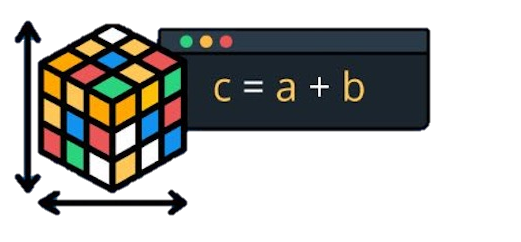 c = a + b